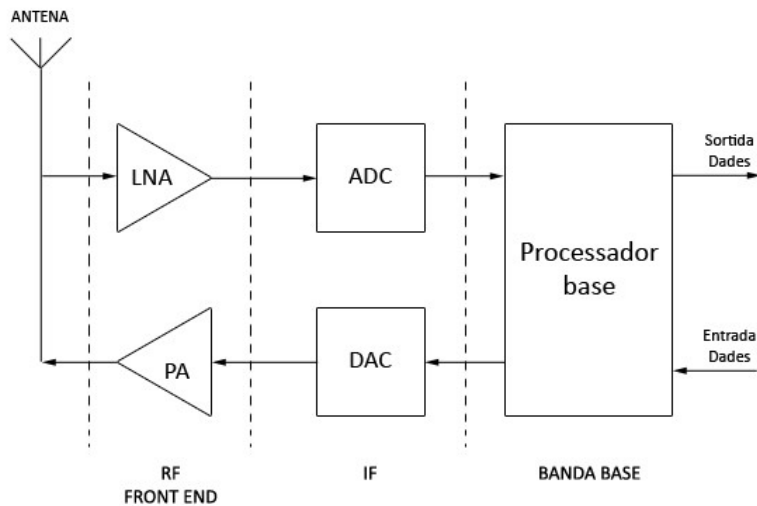 ANTENA
LNA
ADC
Processador
base
Sortida
Dades
PA
DAC
Entrada
Dades
RF
FRONT END
IF
BANDA BASE